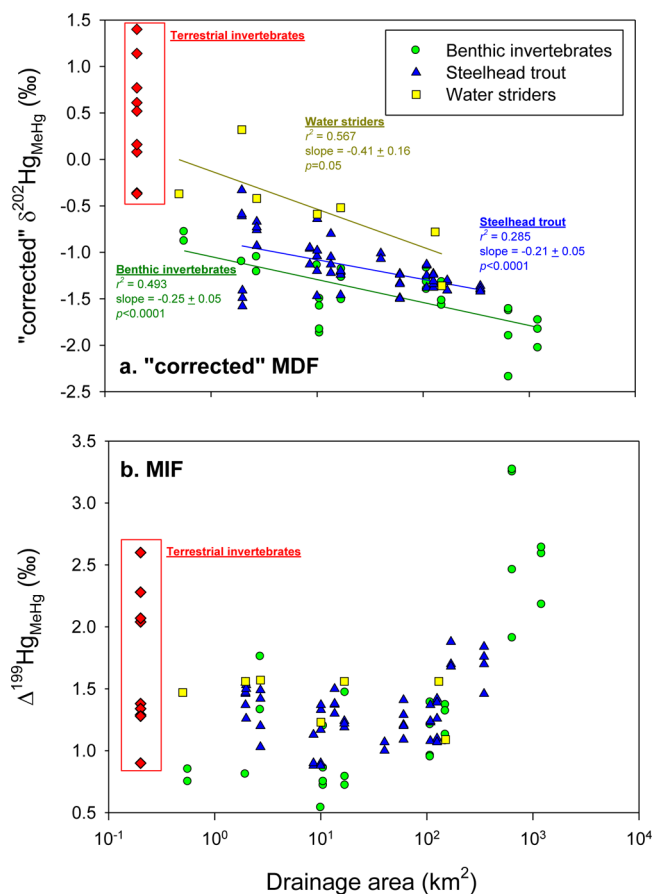 1.5
1.0
0.5
0.0
-0.5
-1.0
-1.5
-2.0
-2.5
"corrected" δ²⁰²Hg_MeHg (‰)
Terrestrial invertebrates
Benthic invertebrates
Steelhead trout
Water striders
Water striders
r² = 0.567
slope = -0.41 ± 0.16
p=0.05
Steelhead trout
r² = 0.285
slope = -0.21 ± 0.05
p<0.0001
Benthic invertebrates
r² = 0.493
slope = -0.25 ± 0.05
p<0.0001
a. "corrected" MDF
b. MIF
3.5
3.0
2.5
2.0
1.5
1.0
0.5
Δ¹⁹⁹Hg_MeHg (‰)
Terrestrial invertebrates
10⁻¹ 10⁰ 10¹ 10² 10³ 10⁴
Drainage area (km²)